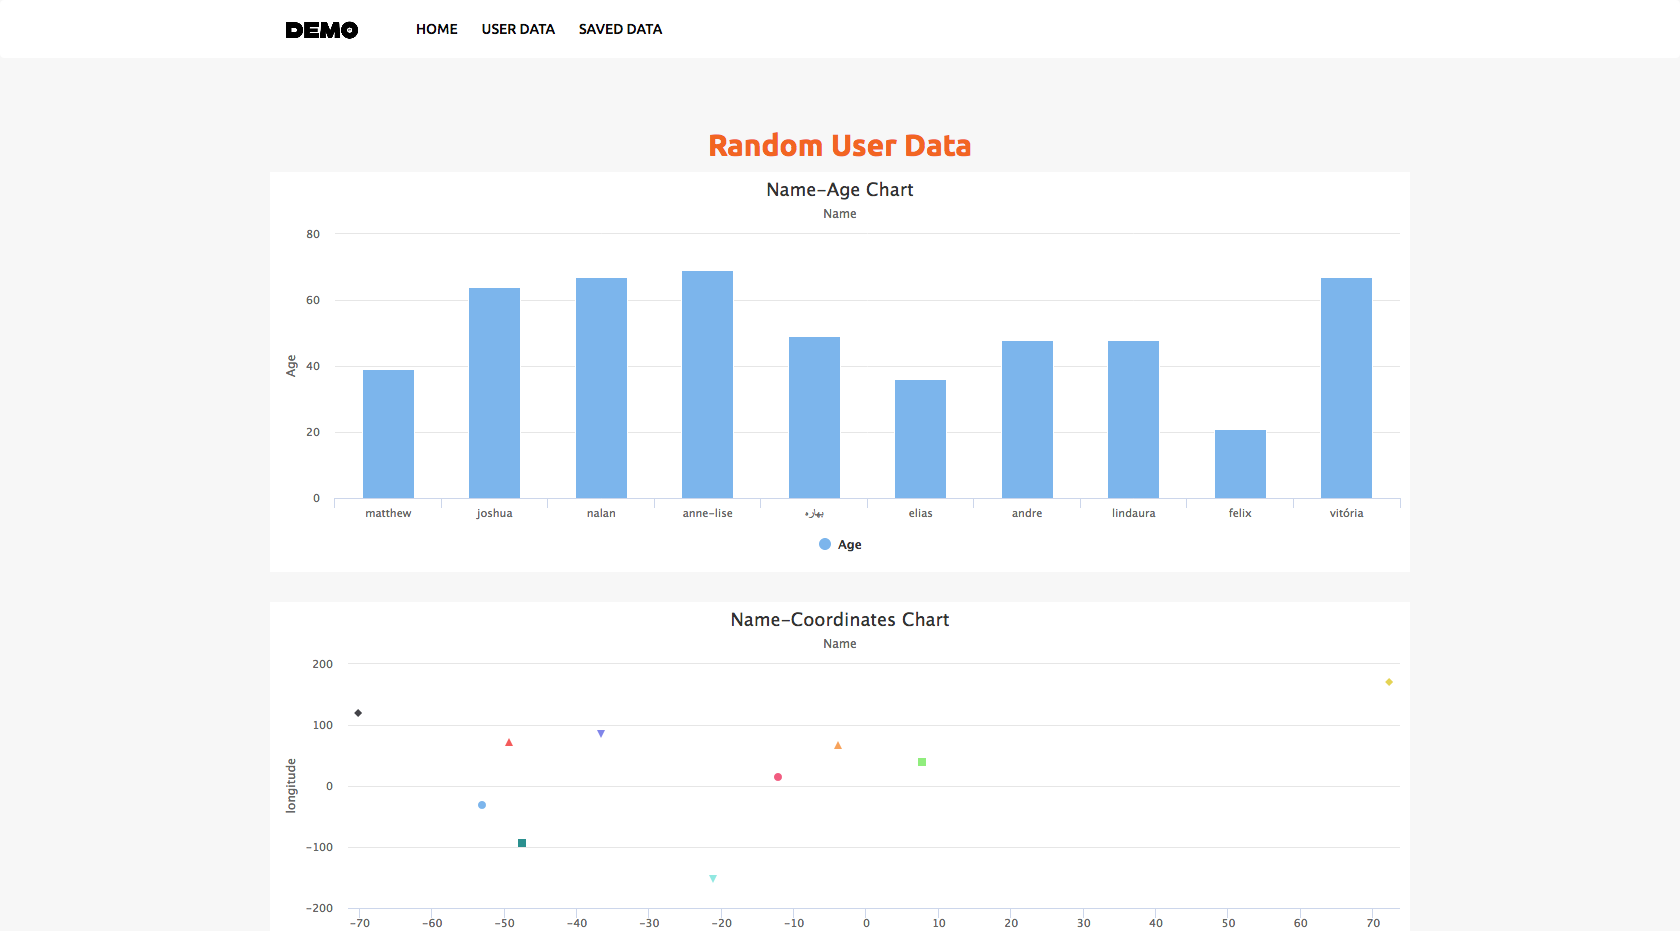 DEMO HOME USER DATA SAVED DATA
Random User Data
Name-Age Chart
Name
80
60
40
20
0
Age
matthew joshua nalan anne-lise بهاره elias andre lindaura felix vitória
Age
Name-Coordinates Chart
Name
200
100
0
-100
-200
longitude
-70 -60 -50 -40 -30 -20 -10 0 10 20 30 40 50 60 70